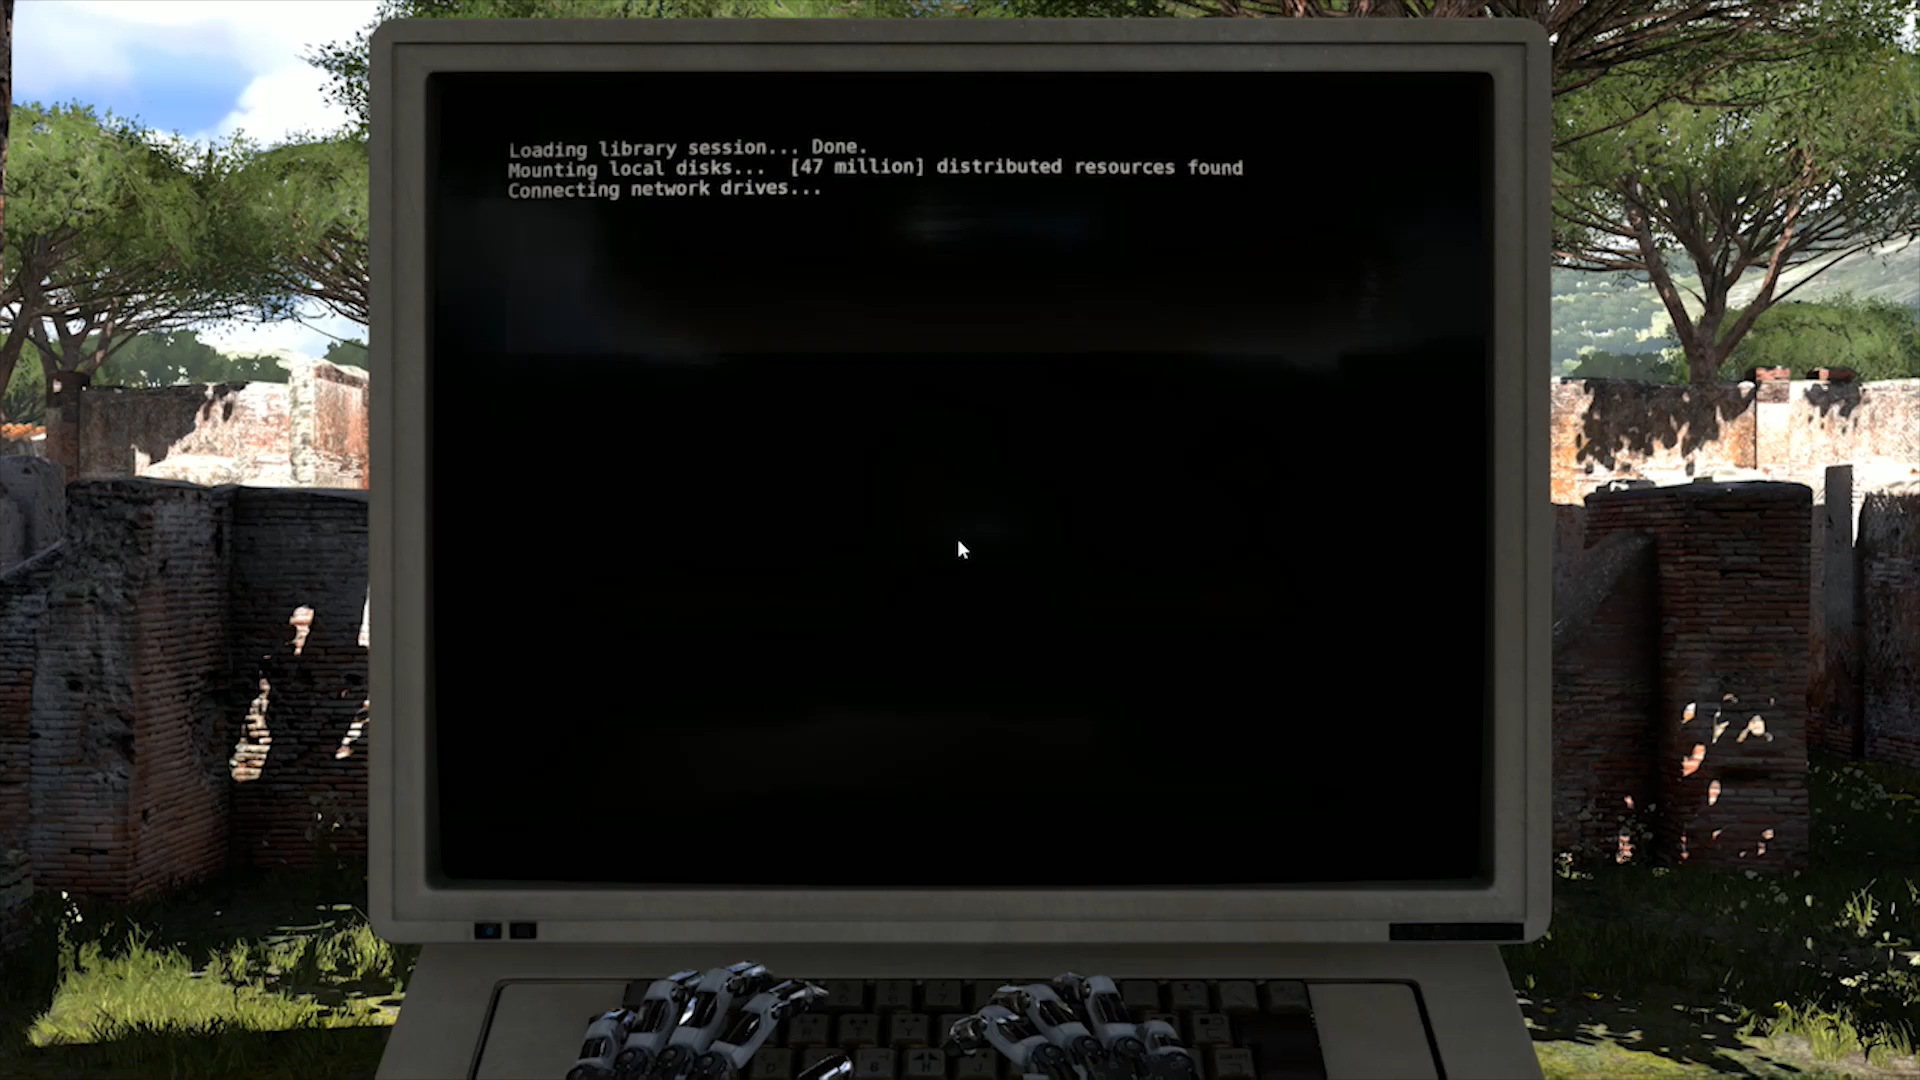 Loading library session... Done.
Mounting local disks...  [47 million] distributed resources found
Connecting network drives...